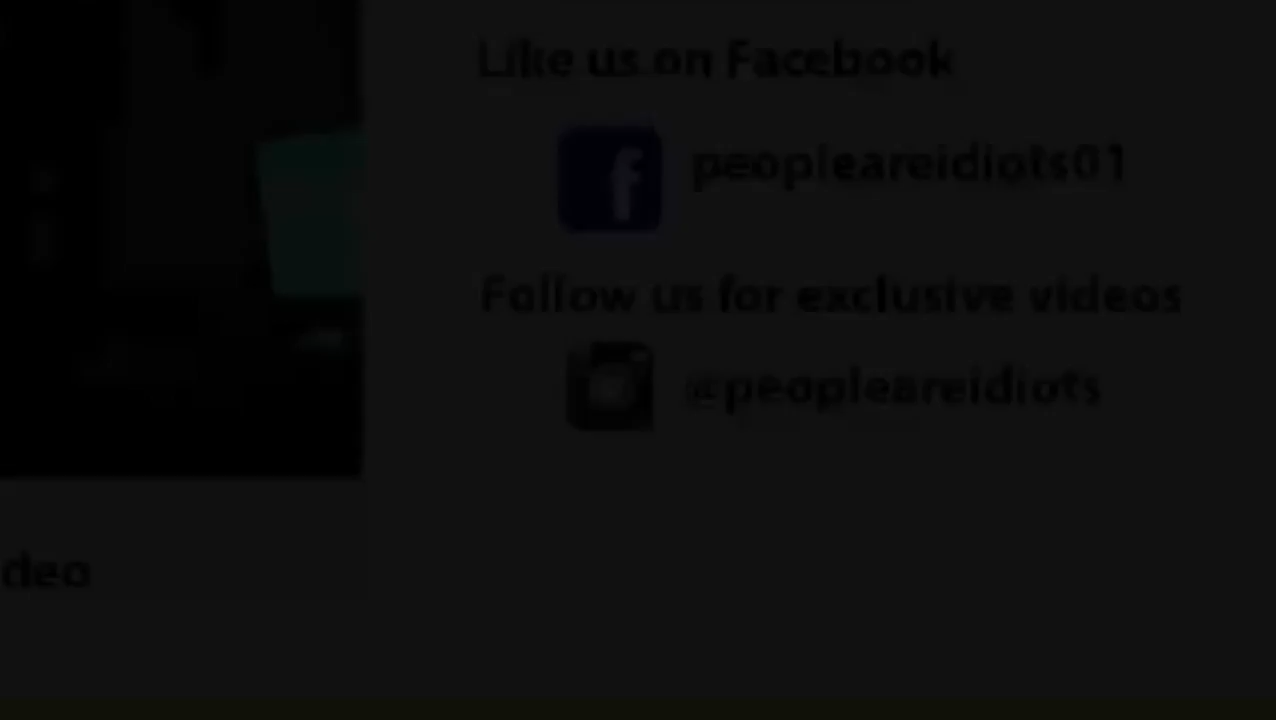 Like us on Facebook
f
peopleareidiots01
Follow us for exclusive videos
@peopleareidiots
deo